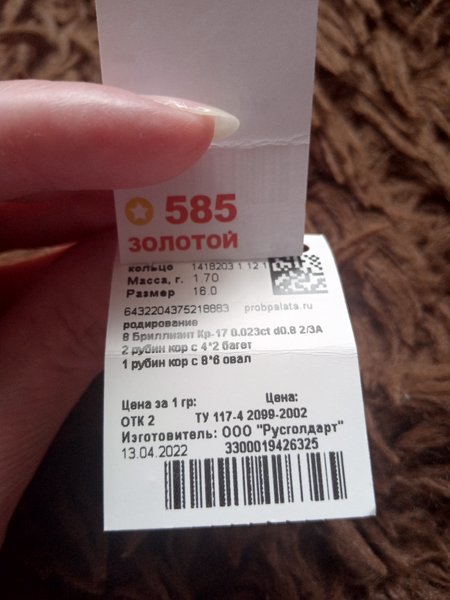 585
ЗОЛОТОЙ
кольцо 1418203 1 12 1
Масса, г. 1.70
Размер 16.0
6432204375218883 probpalata.ru
родирование
8 Бриллиант Кр-17 0.023ct d0.8 2/3А
2 рубин кор с 4*2 багет
1 рубин кор с 8*6 овал
Цена за 1 гр: Цена:
ОТК 2 ТУ 117-4 2099-2002
Изготовитель: ООО "Русголдарт"
13.04.2022 3300019426325